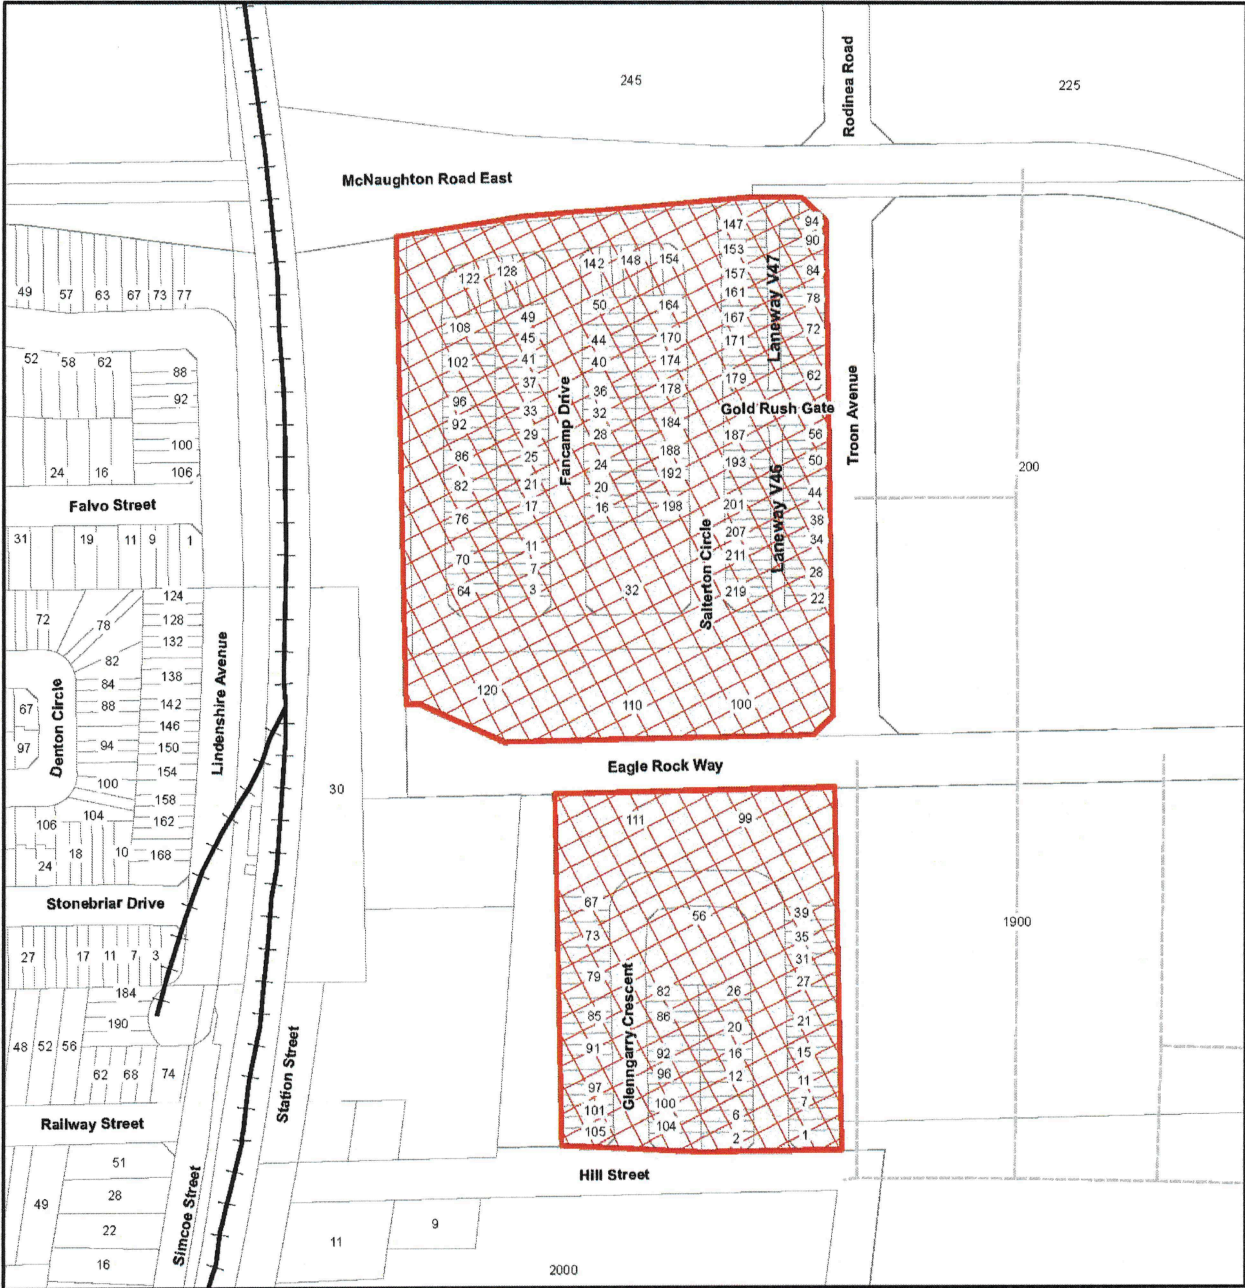 245
225
Rodinea Road
McNaughton Road East
49 57 63 67 73 77
52 58 62
88
92
100
24 16 106
Falvo Street
31 19 11 9 1
124
72 78 128
132
82
84 138
67 88 142
97 146
94 150
154
100 158
104 162
106 18 10 168
24
Denton Circle
Lindenshire Avenue
Stonebriar Drive
27 17 11 7 3
184
190
48 52 56
62 68 74
Railway Street
51
49 28
22
16
Simcoe Street
Station Street
30
122 128 142 148 154
108 49 50 164
45 44 170
102 41 40 174
37 36 178
96 33 32 184
92 29 28 188
86 25 24 192
82 21 20
76 17 16 198
70 11
7
64 3 32
Fancamp Drive
Salterton Circle
147 94
153 90
157 84
161 78
167 72
171
179 62
Laneway V47
Gold Rush Gate
187 56
193 50
201 44
207 38
211 34
28
219 22
Laneway V46
Troon Avenue
200
120 110 100
Eagle Rock Way
111 99
67 56 39
73 35
79 31
82 26 27
85 86 20 21
91 92 16 15
97 96 12 11
101 100 6 7
105 104 2 1
Glenngarry Crescent
1900
Hill Street
11 9
2000